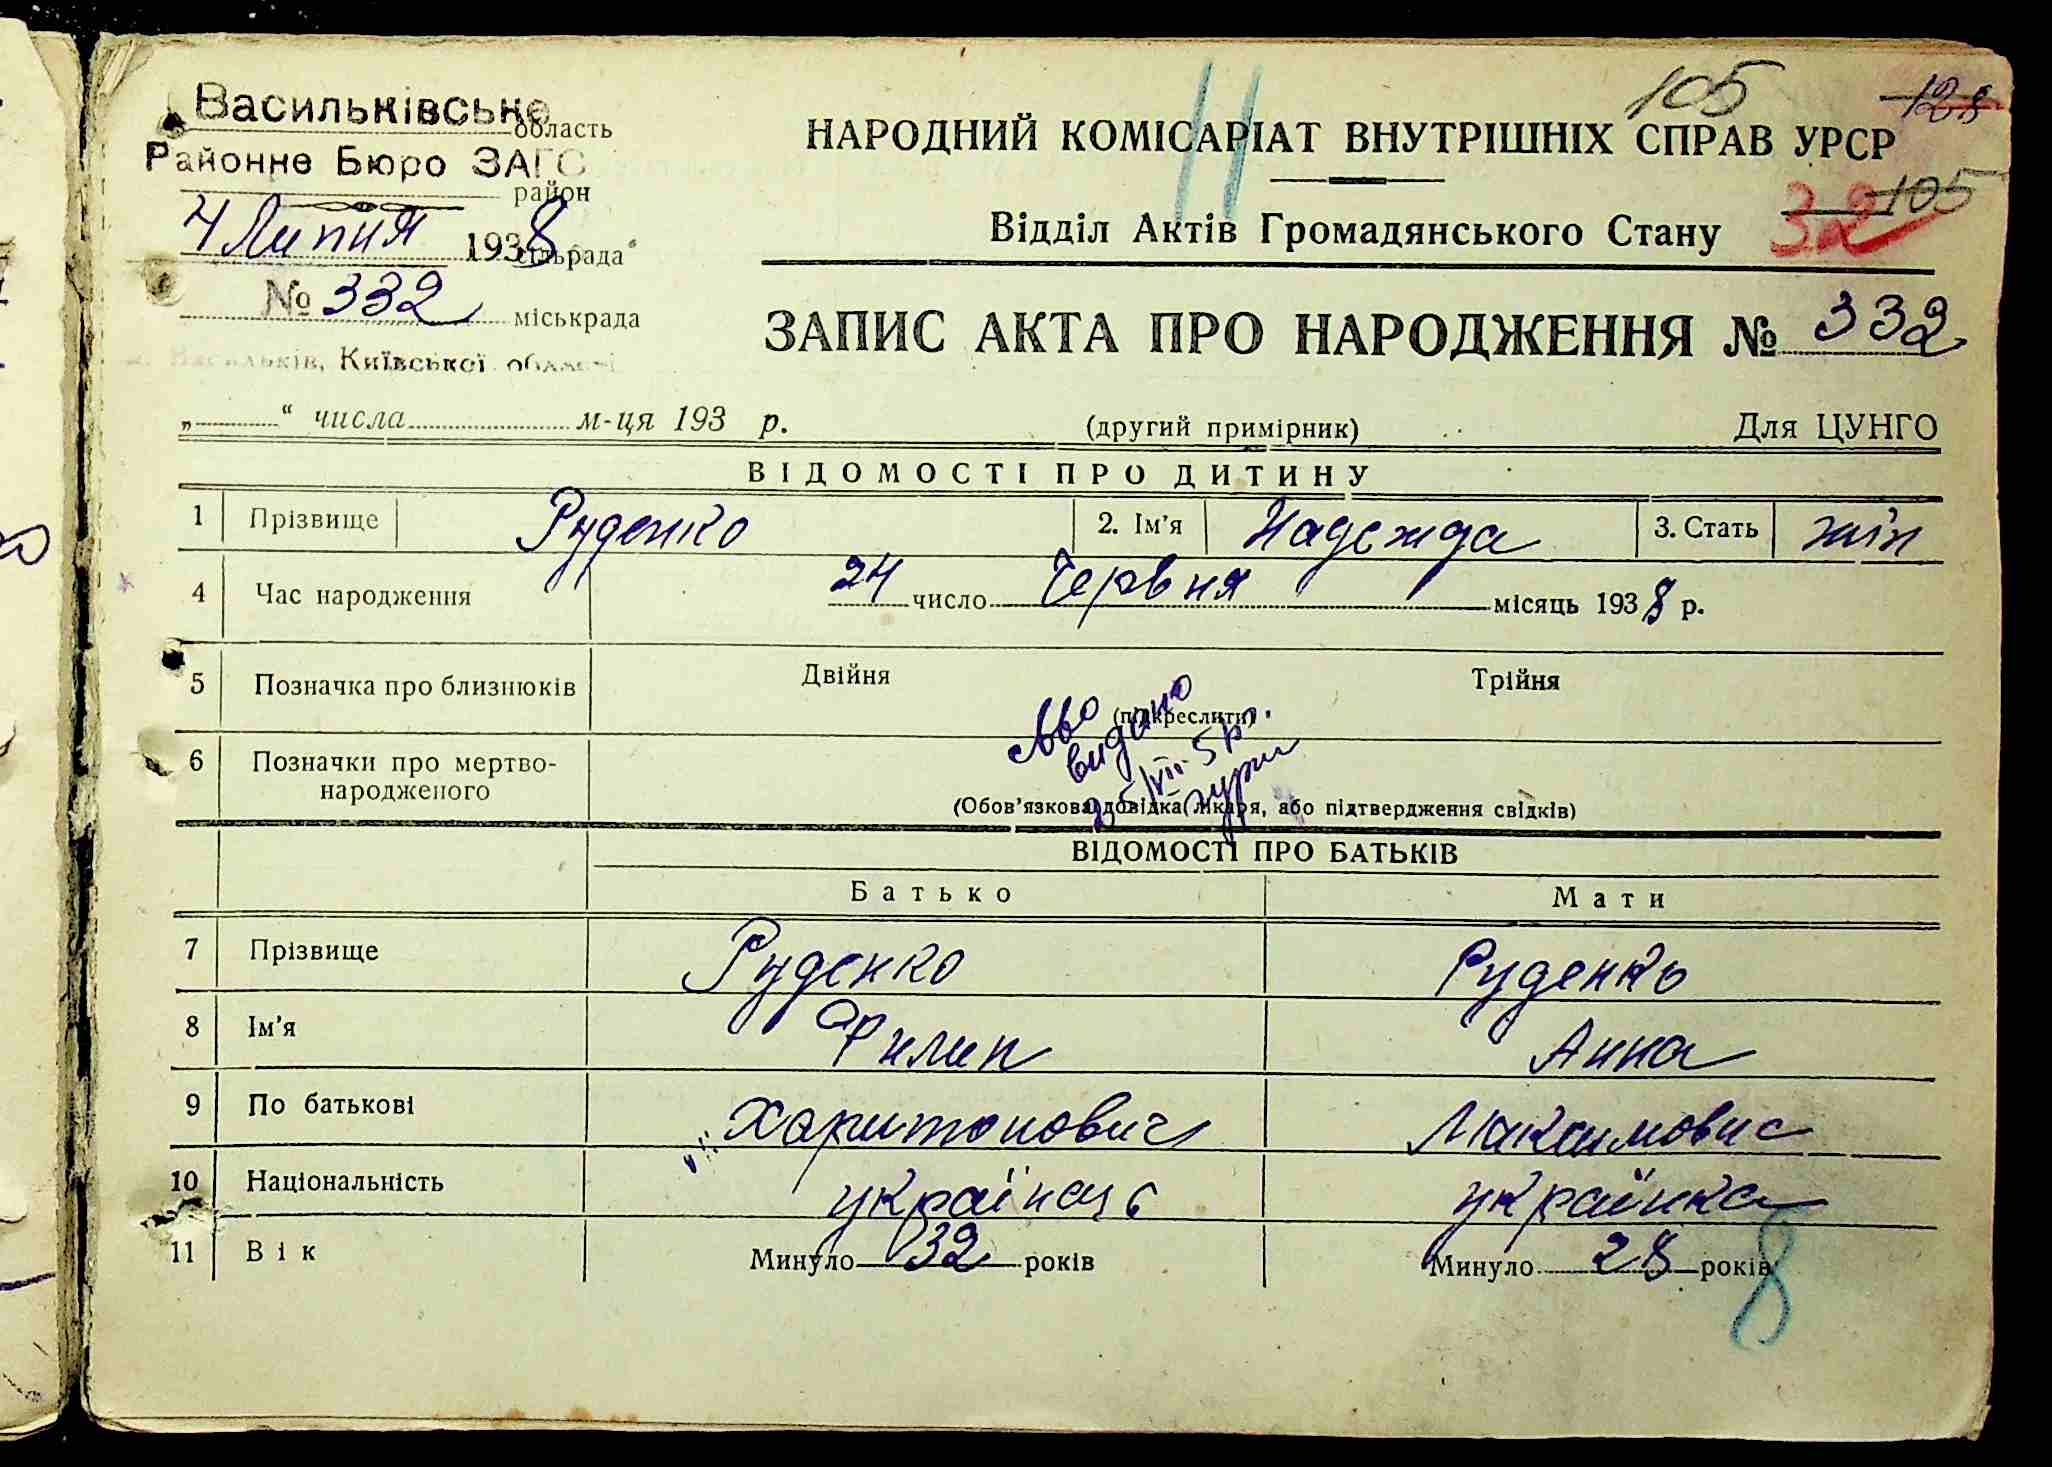 Васильківське
область
Районне Бюро ЗАГС
район
4 Липня 1938
сільрада
№ 332
міськрада
м. Васильків, Київської області
105
128
НАРОДНИЙ КОМІСАРІАТ ВНУТРІШНІХ СПРАВ УРСР
11
32 105
Відділ Актів Громадянського Стану
ЗАПИС АКТА ПРО НАРОДЖЕННЯ № 332
„ “ числа м-ця 193 р. (другий примірник) Для ЦУНГО
ВІДОМОСТІ ПРО ДИТИНУ
1 Прізвище Руденко 2. Ім'я Надежда 3. Стать жін
4 Час народження 24 число Червня місяць 1938 р.
5 Позначка про близнюків Двійня Трійня
(підкреслити)
видано
6 Позначки про мертво-
народженого
(Обов'язкова довідка лікаря, або підтвердження свідків)
ВІДОМОСТІ ПРО БАТЬКІВ
Батько Мати
7 Прізвище Руденко Руденко
8 Ім'я Филип Анна
9 По батькові Харитонович Максимовна
10 Національність українець українка
11 Вік Минуло 32 років Минуло 28 років
8